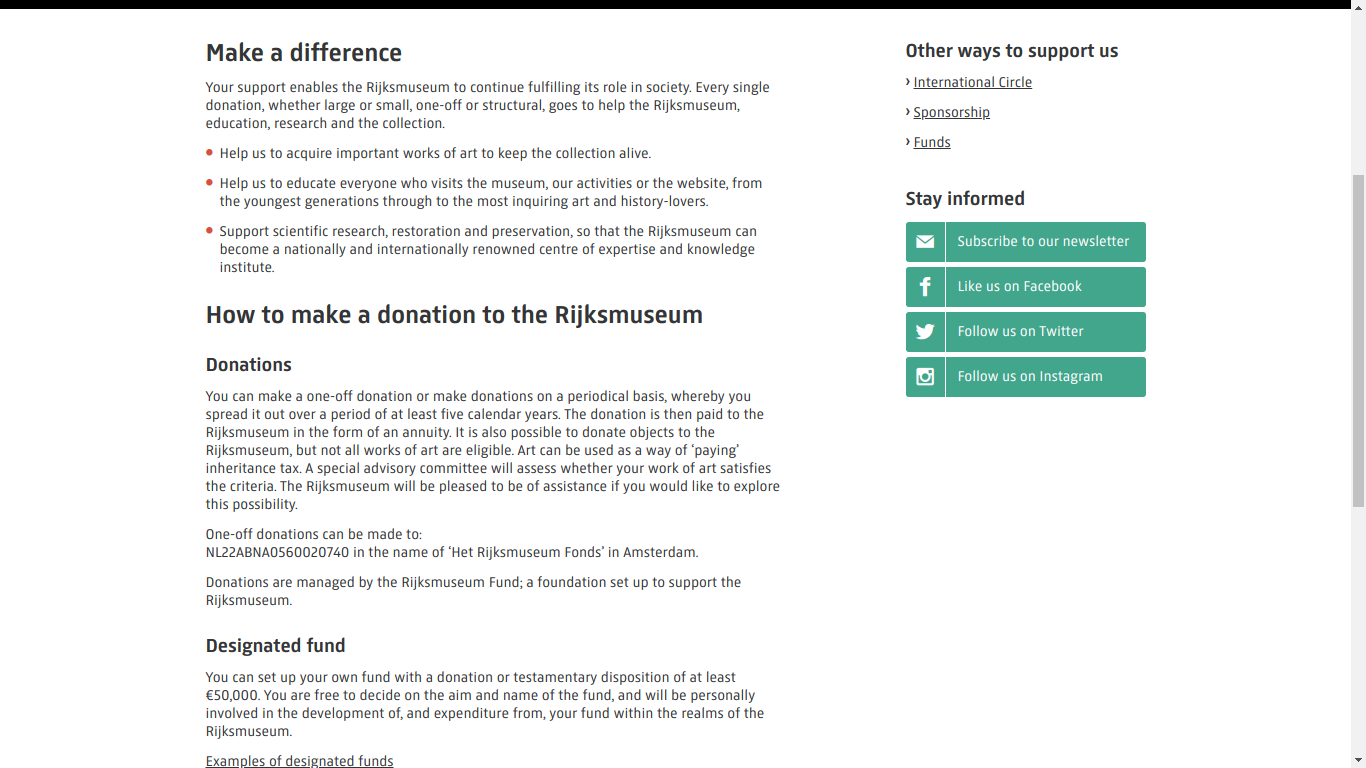 Make a difference
Your support enables the Rijksmuseum to continue fulfilling its role in society. Every single
donation, whether large or small, one-off or structural, goes to help the Rijksmuseum,
education, research and the collection.
Help us to acquire important works of art to keep the collection alive.
Help us to educate everyone who visits the museum, our activities or the website, from
the youngest generations through to the most inquiring art and history-lovers.
Support scientific research, restoration and preservation, so that the Rijksmuseum can
become a nationally and internationally renowned centre of expertise and knowledge
institute.
How to make a donation to the Rijksmuseum
Donations
You can make a one-off donation or make donations on a periodical basis, whereby you
spread it out over a period of at least five calendar years. The donation is then paid to the
Rijksmuseum in the form of an annuity. It is also possible to donate objects to the
Rijksmuseum, but not all works of art are eligible. Art can be used as a way of ‘paying’
inheritance tax. A special advisory committee will assess whether your work of art satisfies
the criteria. The Rijksmuseum will be pleased to be of assistance if you would like to explore
this possibility.
One-off donations can be made to:
NL22ABNA0560020740 in the name of ‘Het Rijksmuseum Fonds’ in Amsterdam.
Donations are managed by the Rijksmuseum Fund; a foundation set up to support the
Rijksmuseum.
Designated fund
You can set up your own fund with a donation or testamentary disposition of at least
€50,000. You are free to decide on the aim and name of the fund, and will be personally
involved in the development of, and expenditure from, your fund within the realms of the
Rijksmuseum.
Examples of designated funds
Other ways to support us
› International Circle
› Sponsorship
› Funds
Stay informed
Subscribe to our newsletter
Like us on Facebook
Follow us on Twitter
Follow us on Instagram